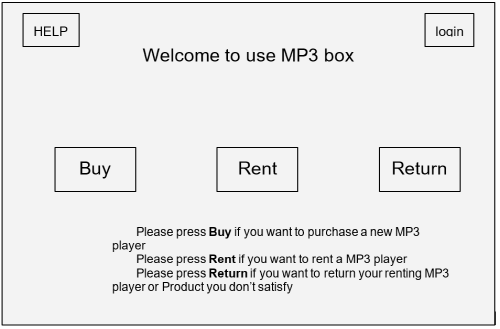 HELP
login
Welcome to use MP3 box
Buy
Rent
Return
Please press Buy if you want to purchase a new MP3
player
Please press Rent if you want to rent a MP3 player
Please press Return if you want to return your renting MP3
player or Product you don't satisfy